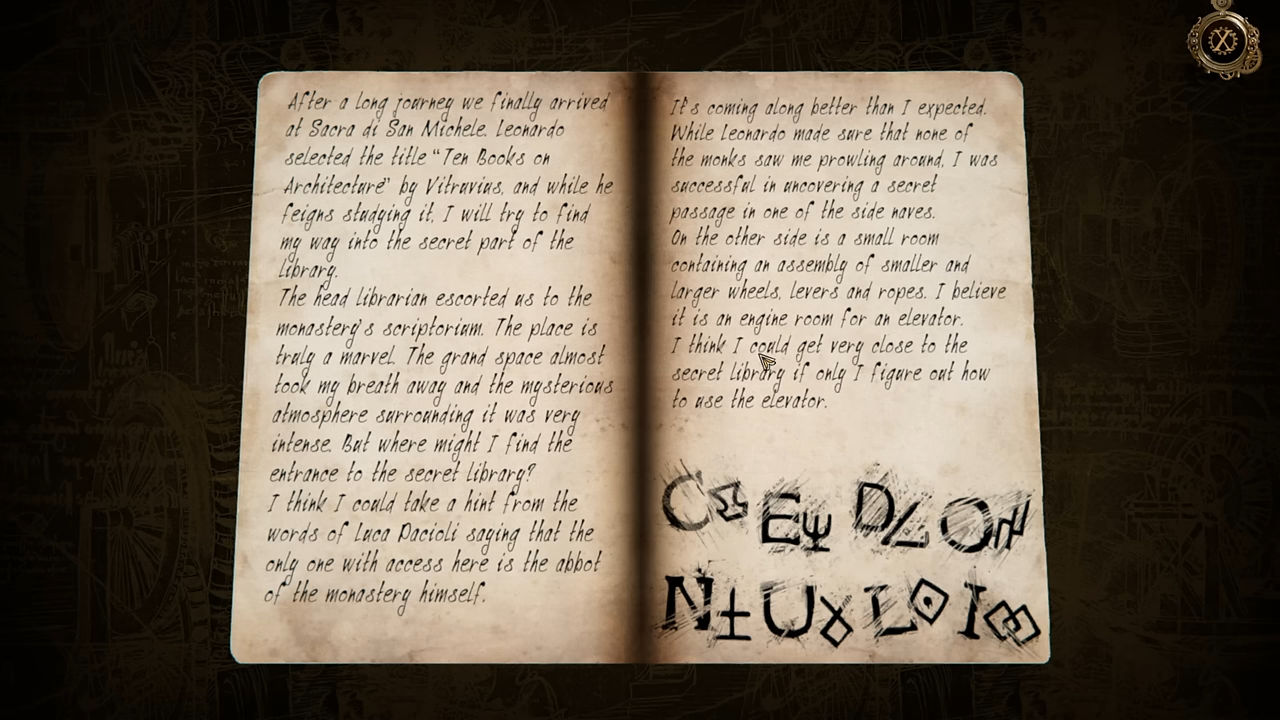 After a long journey we finally arrived
at Sacra di San Michele. Leonardo
selected the title “Ten Books on
Architecture” by Vitruvius, and while he
feigns studying it, I will try to find
my way into the secret part of the
library.
The head librarian escorted us to the
monastery's scriptorium. The place is
truly a marvel. The grand space almost
took my breath away and the mysterious
atmosphere surrounding it was very
intense. But where might I find the
entrance to the secret library?
I think I could take a hint from the
words of Luca Pacioli saying that the
only one with access here is the abbot
of the monastery himself.
It's coming along better than I expected.
While Leonardo made sure that none of
the monks saw me prowling around, I was
successful in uncovering a secret
passage in one of the side naves.
On the other side is a small room
containing an assembly of smaller and
larger wheels, levers and ropes. I believe
it is an engine room for an elevator.
I think I could get very close to the
secret library if only I figure out how
to use the elevator.
C E D O
N U L I
X